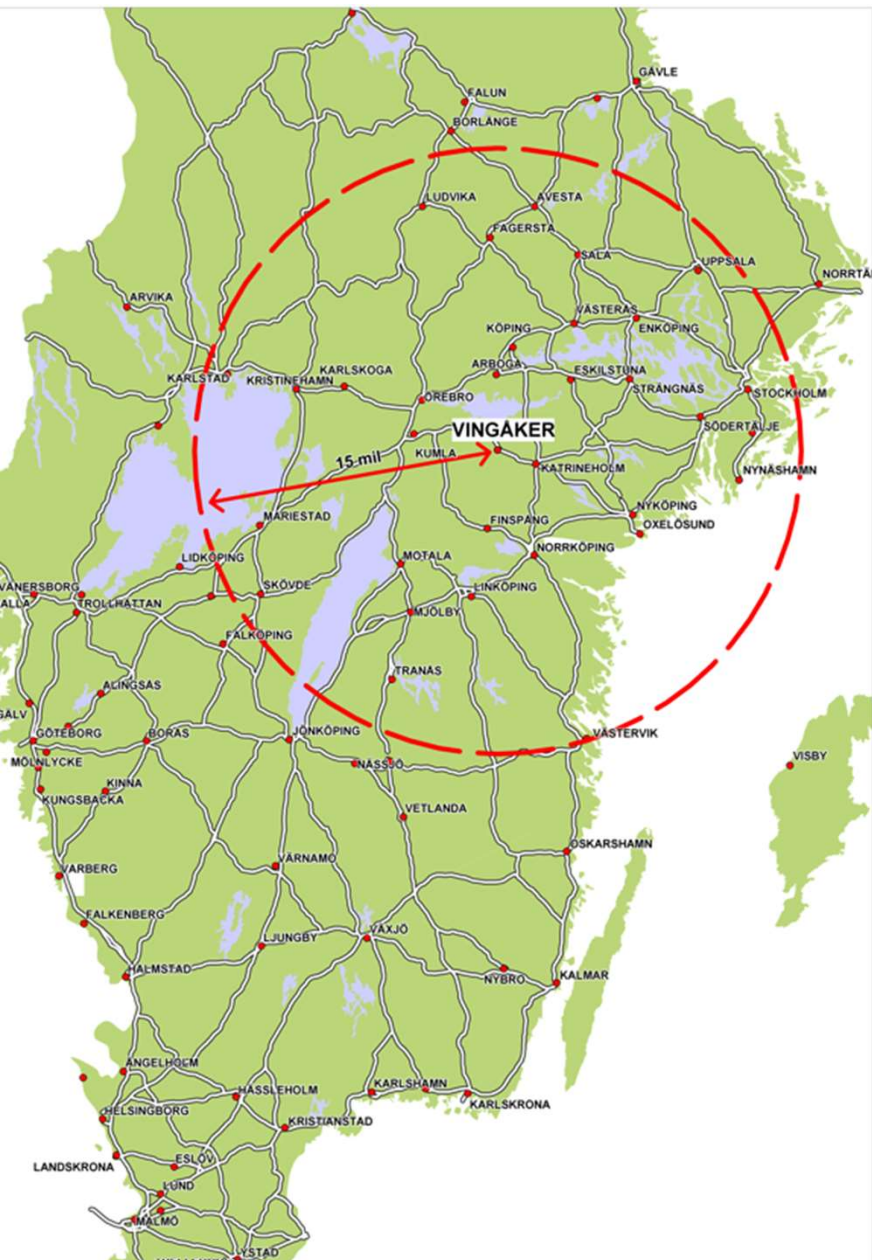 GÄVLE
FALUN
BORLÄNGE
LUDVIKA
AVESTA
FAGERSTA
SALA
UPPSALA
NORRTÄ
ARVIKA
VÄSTERÅS
KÖPING
ENKÖPING
ARBOGA
KARLSKOGA
ESKILSTUNA
KARLSTAD
KRISTINEHAMN
STRÄNGNÄS
STOCKHOLM
ÖREBRO
VINGÅKER
SÖDERTÄLJE
15 mil
KUMLA
KATRINEHOLM
NYNÄSHAMN
NYKÖPING
MARIESTAD
FINSPÅNG
OXELÖSUND
NORRKÖPING
LIDKÖPING
MOTALA
VÄNERSBORG
SKÖVDE
LINKÖPING
ALLA
TROLLHÄTTAN
MJÖLBY
FALKÖPING
TRANÅS
ALINGSÅS
GÄLV
GÖTEBORG
BORÅS
JÖNKÖPING
VÄSTERVIK
MÖLNLYCKE
NÄSSJÖ
VISBY
KINNA
KUNGSBACKA
VETLANDA
OSKARSHAMN
VÄRNAMO
VARBERG
FALKENBERG
VÄXJÖ
LJUNGBY
HALMSTAD
NYBRO
KALMAR
ÄNGELHOLM
HÄSSLEHOLM
KARLSHAMN
KARLSKRONA
HELSINGBORG
KRISTIANSTAD
LANDSKRONA
ESLÖV
LUND
MALMÖ
YSTAD